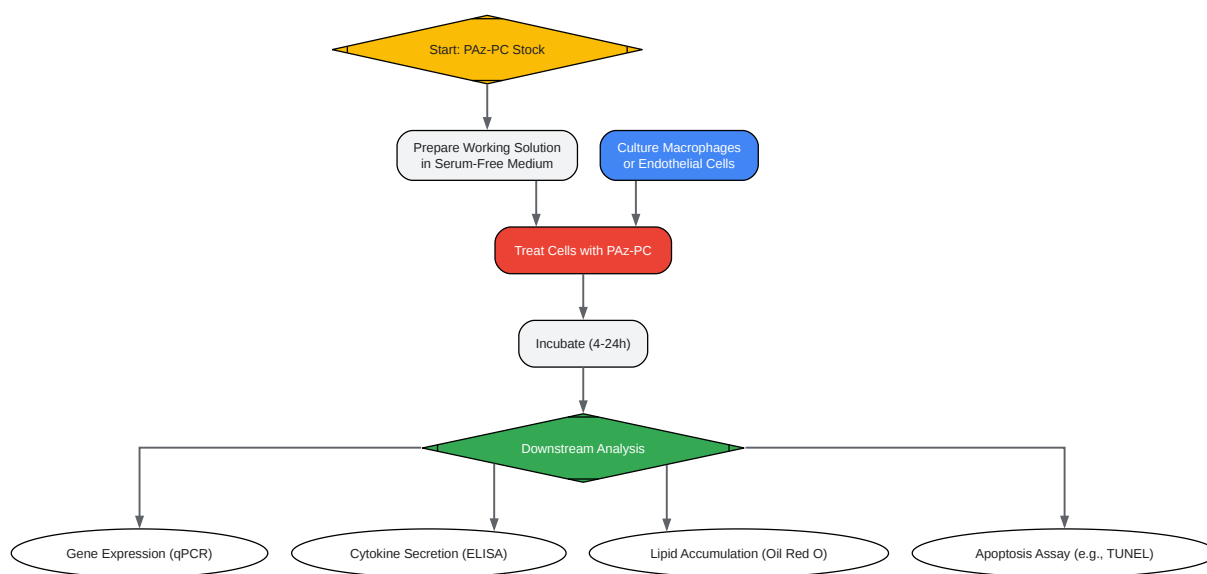 Start: PAz-PC Stock
Prepare Working Solution
in Serum-Free Medium
Culture Macrophages
or Endothelial Cells
Treat Cells with PAz-PC
Incubate (4-24h)
Downstream Analysis
Gene Expression (qPCR)
Cytokine Secretion (ELISA)
Lipid Accumulation (Oil Red O)
Apoptosis Assay (e.g., TUNEL)